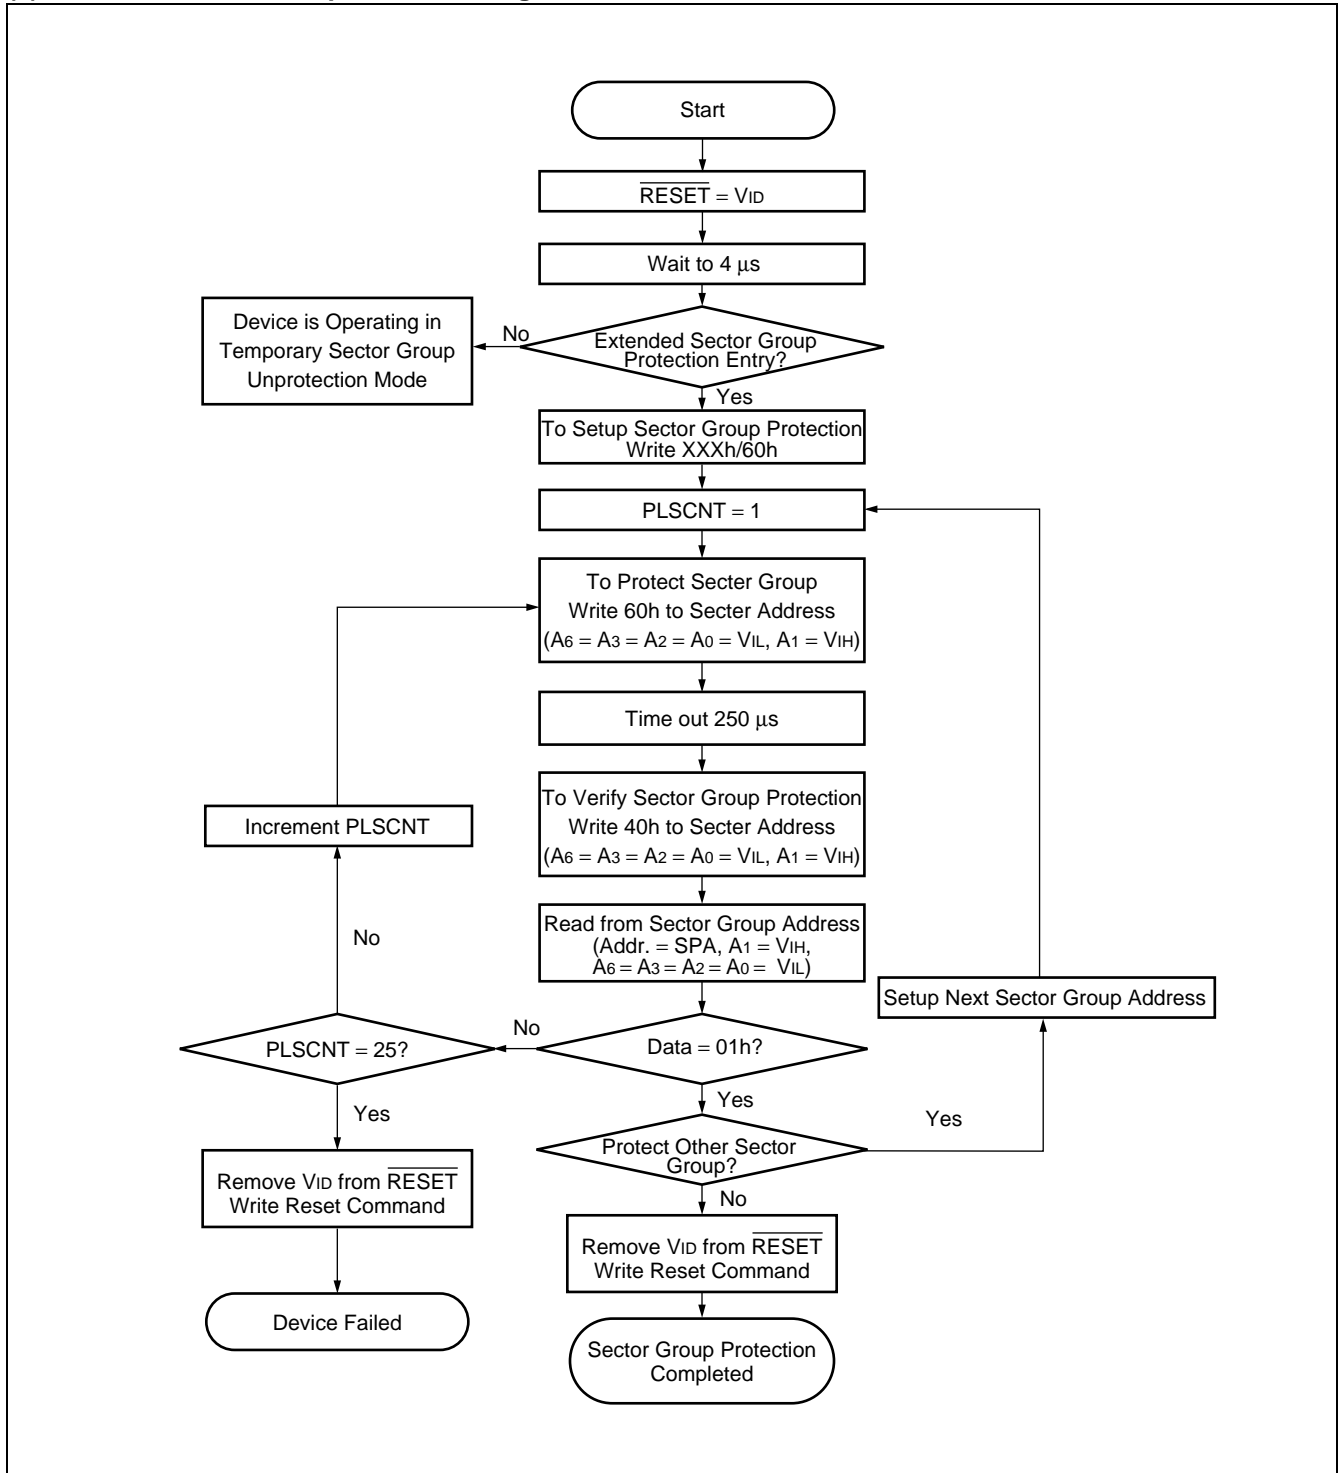 Start
RESET = VID
Wait to 4 μs
Extended Sector Group
Protection Entry?
No
Device is Operating in
Temporary Sector Group
Unprotection Mode
Yes
To Setup Sector Group Protection
Write XXXh/60h
PLSCNT = 1
To Protect Secter Group
Write 60h to Secter Address
(A6 = A3 = A2 = A0 = VIL, A1 = VIH)
Time out 250 μs
To Verify Sector Group Protection
Write 40h to Secter Address
(A6 = A3 = A2 = A0 = VIL, A1 = VIH)
Increment PLSCNT
Read from Sector Group Address
(Addr. = SPA, A1 = VIH,
A6 = A3 = A2 = A0 = VIL)
No
Setup Next Sector Group Address
Data = 01h?
No
PLSCNT = 25?
Yes
Yes
Protect Other Sector
Group?
Yes
No
Remove VID from RESET
Write Reset Command
Remove VID from RESET
Write Reset Command
Device Failed
Sector Group Protection
Completed